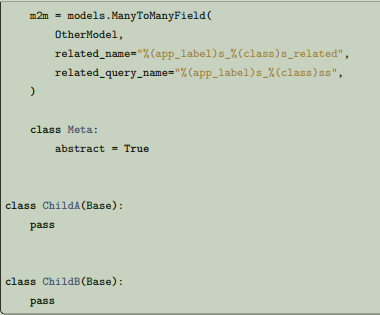 m2m = models.ManyToManyField(
OtherModel,
related_name="%(app_label)s_%(class)s_related",
related_query_name="%(app_label)s_%(class)ss",
)
class Meta:
abstract = True
class ChildA(Base):
pass
class ChildB(Base):
pass